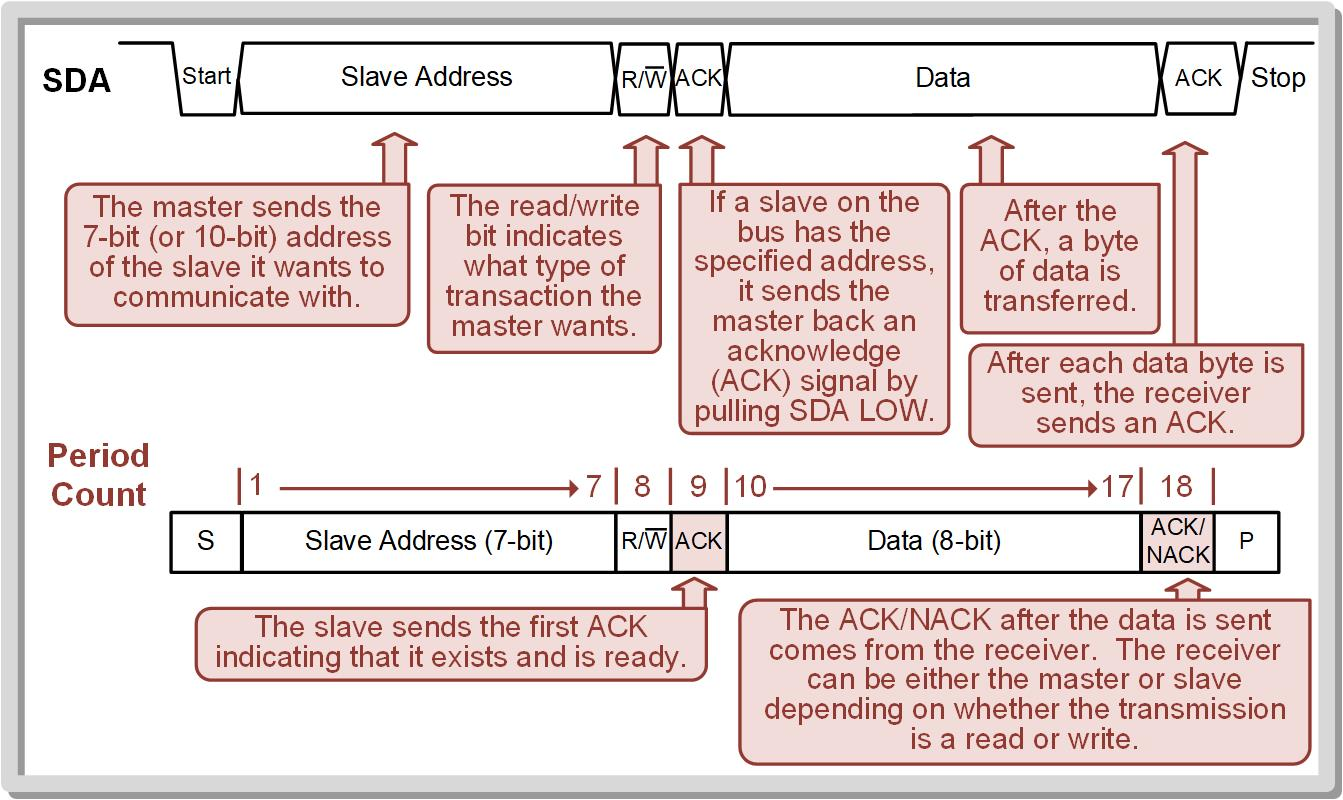 SDA
Start
Slave Address
R/W̅
ACK
Data
ACK
Stop
The master sends the
7-bit (or 10-bit) address
of the slave it wants to
communicate with.
The read/write
bit indicates
what type of
transaction the
master wants.
If a slave on the
bus has the
specified address,
it sends the
master back an
acknowledge
(ACK) signal by
pulling SDA LOW.
After the
ACK, a byte
of data is
transferred.
After each data byte is
sent, the receiver
sends an ACK.
Period
Count
1
7
8
9
10
17
18
S
Slave Address (7-bit)
R/W̅
ACK
Data (8-bit)
ACK/
NACK
P
The slave sends the first ACK
indicating that it exists and is ready.
The ACK/NACK after the data is sent
comes from the receiver. The receiver
can be either the master or slave
depending on whether the transmission
is a read or write.